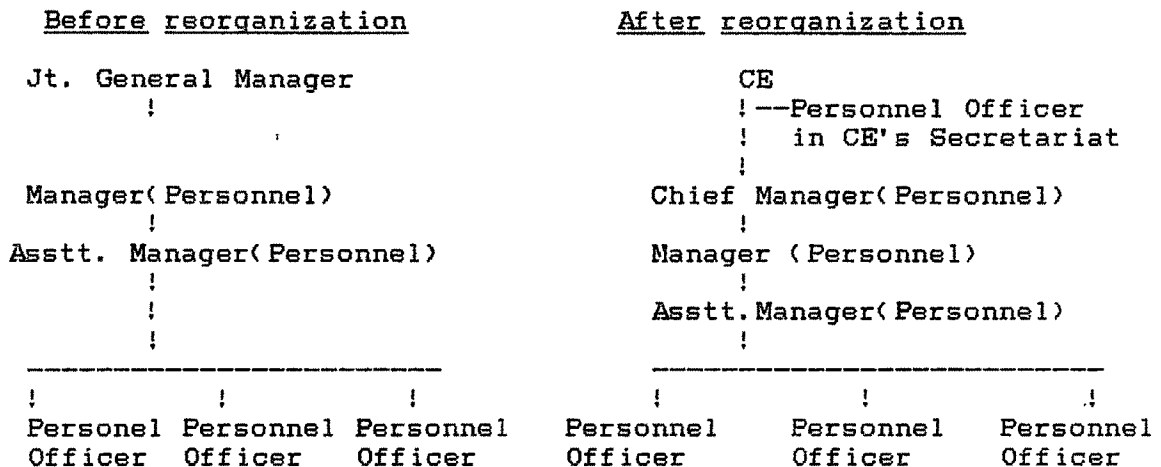 Before reorganization
Jt. General Manager
Manager(Personnel)
Asstt. Manager(Personnel)
Personel Personnel Personnel
Officer Officer Officer
After reorganization
CE
--Personnel Officer
in CE's Secretariat
Chief Manager(Personnel)
Manager (Personnel)
Asstt.Manager(Personnel)
Personnel Personnel Personnel
Officer Officer Officer